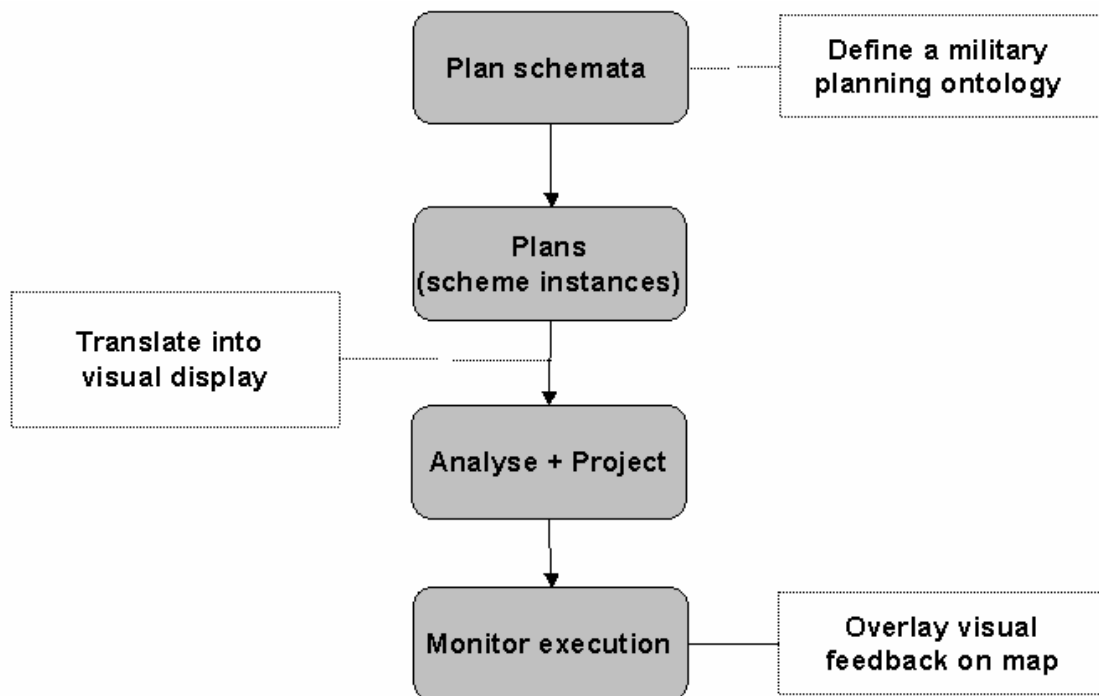 Plan schemata
Define a military
planning ontology
Plans
(scheme instances)
Translate into
visual display
Analyse + Project
Monitor execution
Overlay visual
feedback on map